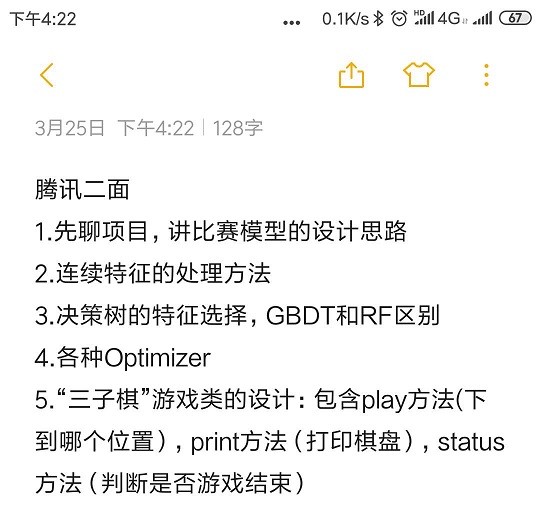 下午4:22 ... 0.1K/s HD 4G 67
3月25日 下午4:22 | 128字
腾讯二面
1.先聊项目，讲比赛模型的设计思路
2.连续特征的处理方法
3.决策树的特征选择，GBDT和RF区别
4.各种Optimizer
5.“三子棋”游戏类的设计：包含play方法(下
到哪个位置），print方法（打印棋盘），status
方法（判断是否游戏结束）